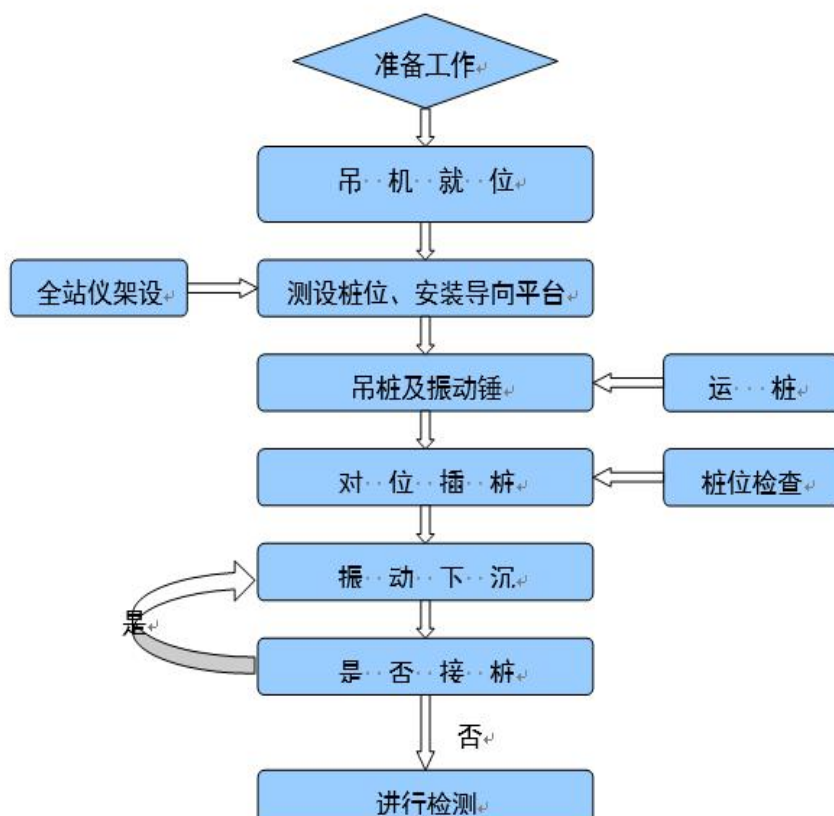 准备工作
吊机就位
全站仪架设
测设桩位、安装导向平台
吊桩及振动锤
运桩
对位插桩
桩位检查
振动下沉
是
是否接桩
否
进行检测